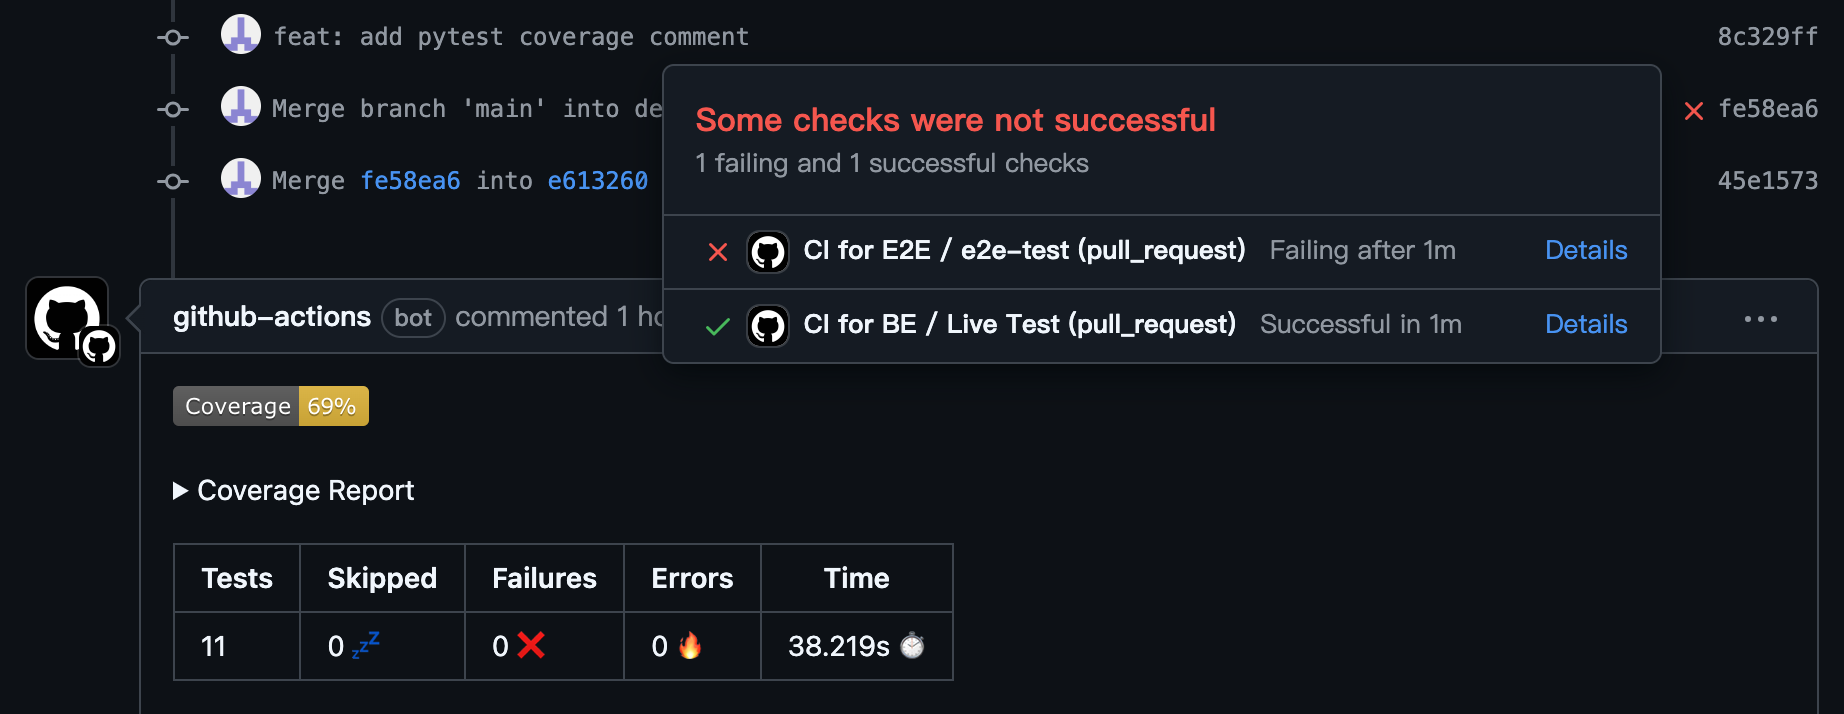 feat: add pytest coverage comment 8c329ff
Merge branch 'main' into de fe58ea6
Some checks were not successful
1 failing and 1 successful checks
Merge fe58ea6 into e613260 45e1573
CI for E2E / e2e-test (pull_request) Failing after 1m Details
CI for BE / Live Test (pull_request) Successful in 1m Details
github-actions bot commented 1 ho
Coverage 69%
Coverage Report
Tests Skipped Failures Errors Time
11 0 💤 0 ❌ 0 🔥 38.219s ⏱️